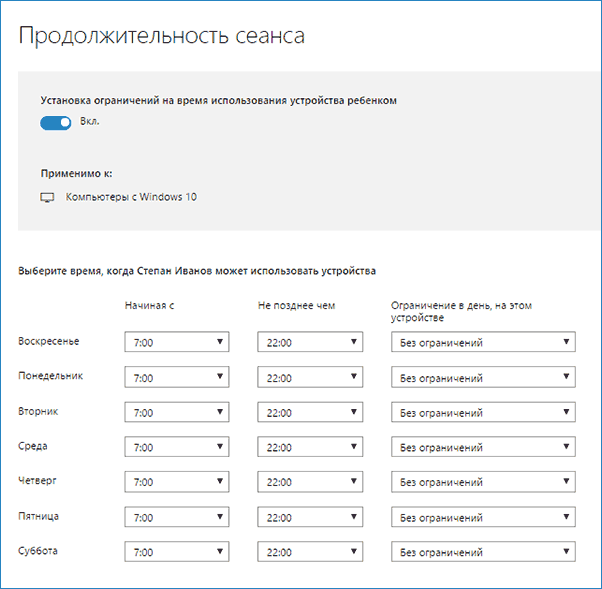 Продолжительность сеанса
Установка ограничений на время использования устройства ребенком
Вкл.
Применимо к:
Компьютеры с Windows 10
Выберите время, когда Степан Иванов может использовать устройства
Начиная с Не позднее чем Ограничение в день, на этом
устройстве
Воскресенье 7:00 22:00 Без ограничений
Понедельник 7:00 22:00 Без ограничений
Вторник 7:00 22:00 Без ограничений
Среда 7:00 22:00 Без ограничений
Четверг 7:00 22:00 Без ограничений
Пятница 7:00 22:00 Без ограничений
Суббота 7:00 22:00 Без ограничений